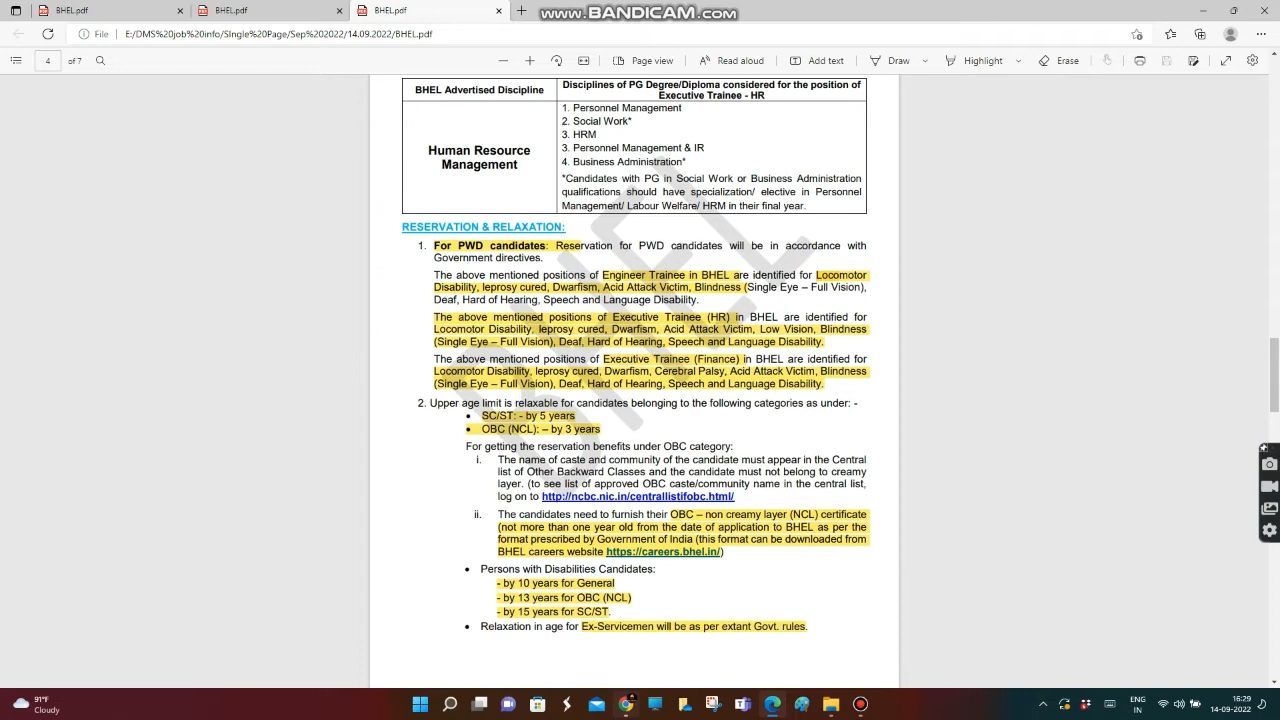 BHEL.pdf
BHEL.pdf
BHEL.pdf
www.BANDICAM.com
File
E:/DMS%20job%20info/SIngle%20Page/Sep%202022/14.09.2022/BHEL.pdf
4 of 7
Page view
Read aloud
Add text
Draw
Highlight
Erase
BHEL Advertised Discipline
Disciplines of PG Degree/Diploma considered for the position of
Executive Trainee - HR
Human Resource
Management
1. Personnel Management
2. Social Work*
3. HRM
3. Personnel Management & IR
4. Business Administration*
*Candidates with PG in Social Work or Business Administration
qualifications should have specialization/ elective in Personnel
Management/ Labour Welfare/ HRM in their final year.
RESERVATION & RELAXATION:
1. For PWD candidates: Reservation for PWD candidates will be in accordance with
Government directives.
The above mentioned positions of Engineer Trainee in BHEL are identified for Locomotor
Disability, leprosy cured, Dwarfism, Acid Attack Victim, Blindness (Single Eye – Full Vision),
Deaf, Hard of Hearing, Speech and Language Disability.
The above mentioned positions of Executive Trainee (HR) in BHEL are identified for
Locomotor Disability, leprosy cured, Dwarfism, Acid Attack Victim, Low Vision, Blindness
(Single Eye – Full Vision), Deaf, Hard of Hearing, Speech and Language Disability.
The above mentioned positions of Executive Trainee (Finance) in BHEL are identified for
Locomotor Disability, leprosy cured, Dwarfism, Cerebral Palsy, Acid Attack Victim, Blindness
(Single Eye – Full Vision), Deaf, Hard of Hearing, Speech and Language Disability.
2. Upper age limit is relaxable for candidates belonging to the following categories as under: -
• SC/ST: - by 5 years
• OBC (NCL): – by 3 years
For getting the reservation benefits under OBC category:
i. The name of caste and community of the candidate must appear in the Central
list of Other Backward Classes and the candidate must not belong to creamy
layer. (to see list of approved OBC caste/community name in the central list,
log on to http://ncbc.nic.in/centrallistifobc.html/
ii. The candidates need to furnish their OBC – non creamy layer (NCL) certificate
(not more than one year old from the date of application to BHEL as per the
format prescribed by Government of India (this format can be downloaded from
BHEL careers website https://careers.bhel.in/)
• Persons with Disabilities Candidates:
- by 10 years for General
- by 13 years for OBC (NCL)
- by 15 years for SC/ST.
• Relaxation in age for Ex-Servicemen will be as per extant Govt. rules.
BHEL
91°F
Cloudy
ENG
IN
16:29
14-09-2022